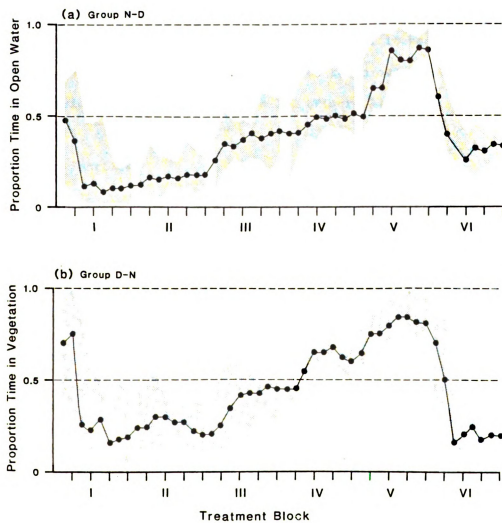 (a) Group N-D
Proportion Time in Open Water
1.0
0.5
0
I II III IV V VI
(b) Group D-N
Proportion Time in Vegetation
1.0
0.5
0
I II III IV V VI
Treatment Block